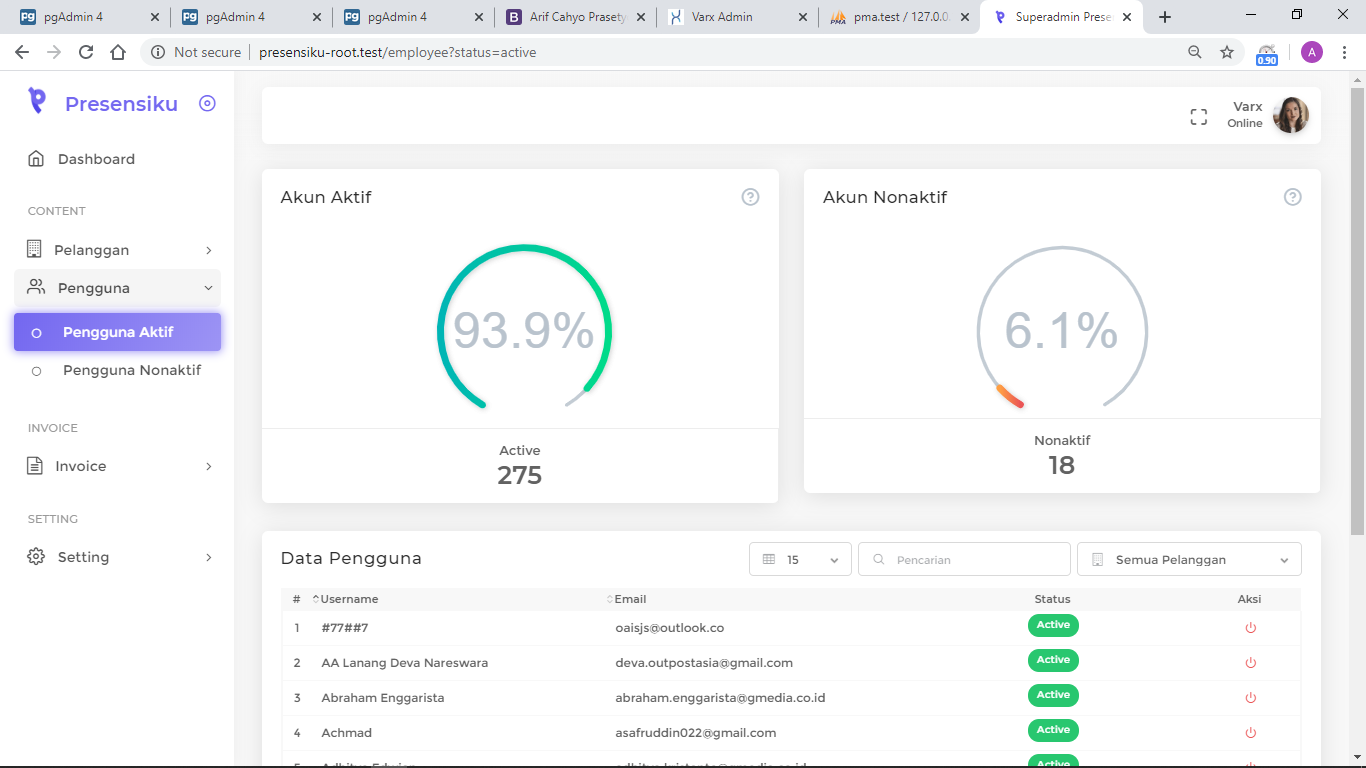 pgAdmin 4
pgAdmin 4
pgAdmin 4
Arif Cahyo Prasety
Varx Admin
pma.test / 127.0.0.
Superadmin Prese
Not secure
presensiku-root.test/employee?status=active
0.90
A
Presensiku
Varx
Online
Dashboard
CONTENT
Pelanggan
Pengguna
Pengguna Aktif
Pengguna Nonaktif
INVOICE
Invoice
SETTING
Setting
Akun Aktif
93.9%
Active
275
Akun Nonaktif
6.1%
Nonaktif
18
Data Pengguna
15
Pencarian
Semua Pelanggan
# Username Email Status Aksi
1 #77##7 oaisjs@outlook.co Active
2 AA Lanang Deva Nareswara deva.outpostasia@gmail.com Active
3 Abraham Enggarista abraham.enggarista@gmedia.co.id Active
4 Achmad asafruddin022@gmail.com Active
Active